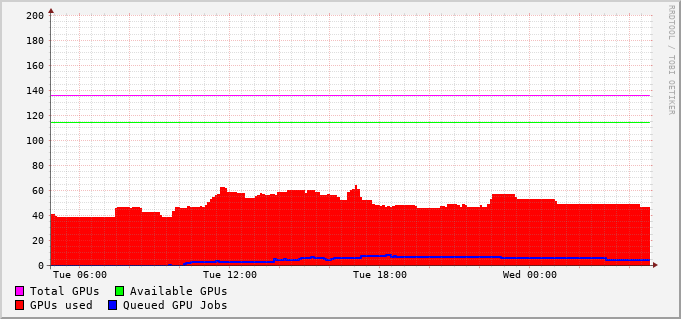 200
180
160
140
120
100
80
60
40
20
0
Tue 06:00 Tue 12:00 Tue 18:00 Wed 00:00
Total GPUs Available GPUs
GPUs used Queued GPU Jobs
RRDTOOL / TOBI OETIKER